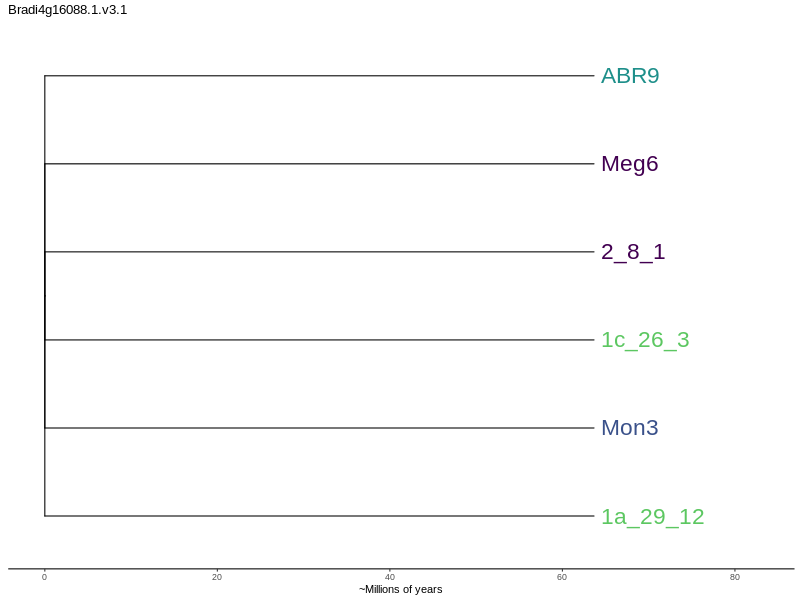 Bradi4g16088.1.v3.1
ABR9
Meg6
2_8_1
1c_26_3
Mon3
1a_29_12
0 20 40 60 80
~Millions of years